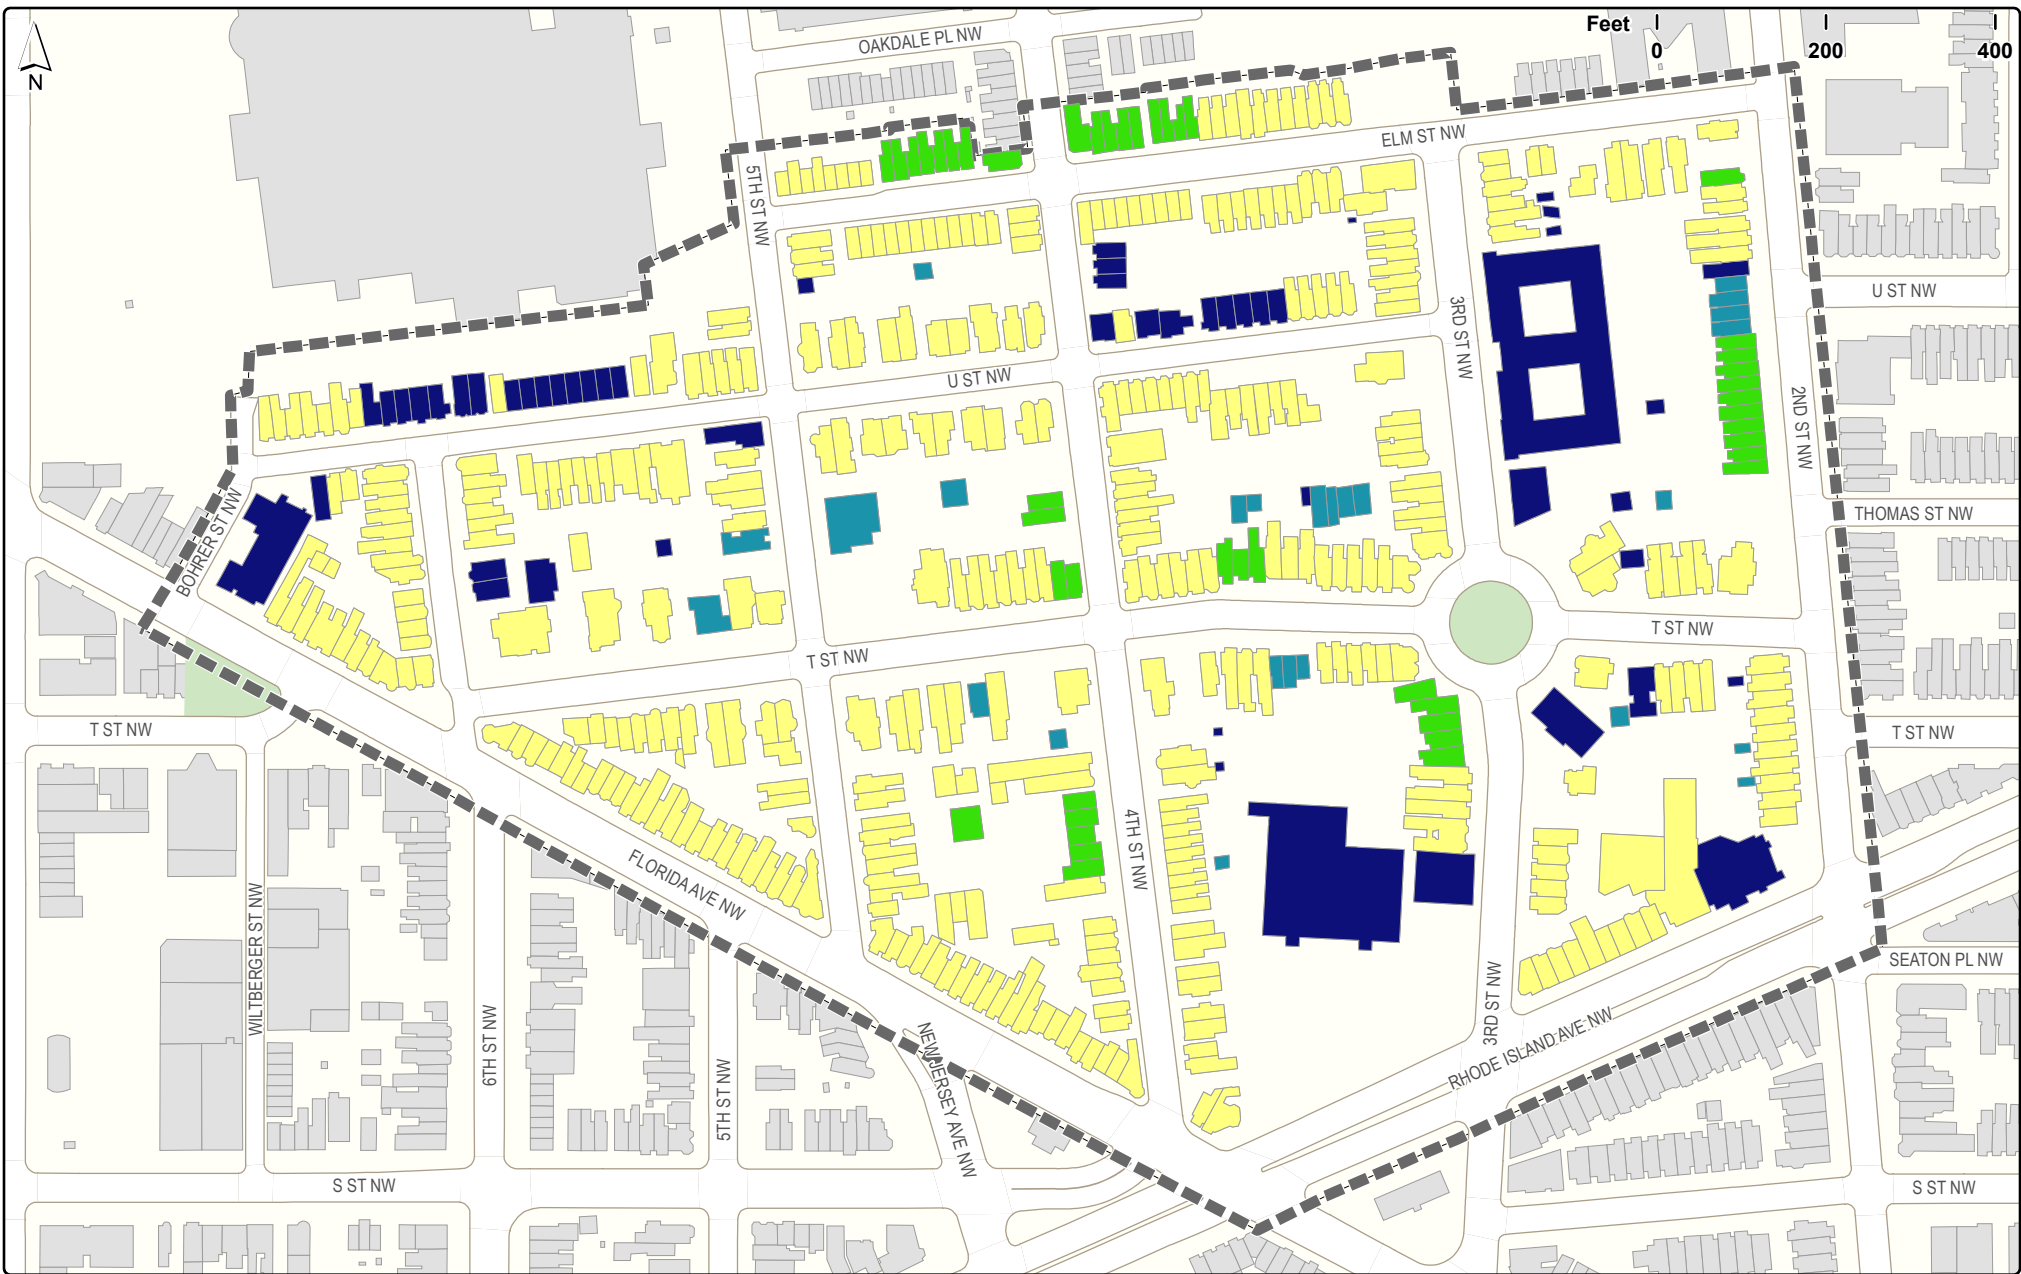 OAKDALE PL NW
Feet
0
200
400
N
ELM ST NW
5TH ST NW
U ST NW
3RD ST NW
U ST NW
2ND ST NW
BOHRER ST NW
THOMAS ST NW
T ST NW
T ST NW
T ST NW
T ST NW
FLORIDA AVE NW
4TH ST NW
WILTBERGER ST NW
SEATON PL NW
3RD ST NW
6TH ST NW
RHODE ISLAND AVE NW
5TH ST NW
NEW JERSEY AVE NW
S ST NW
S ST NW